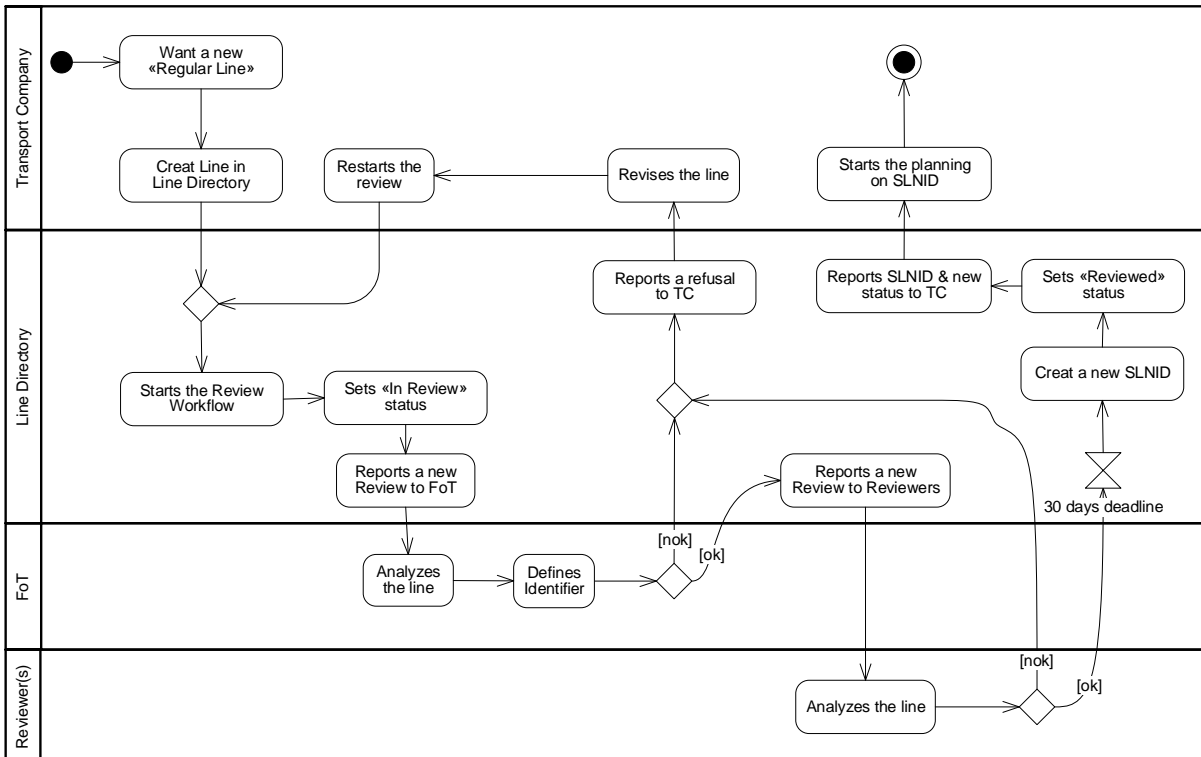 Transport Company
Want a new
«Regular Line»
Creat Line in
Line Directory
Restarts the
review
Revises the line
Starts the planning
on SLNID
Line Directory
Reports a refusal
to TC
Reports SLNID & new
status to TC
Sets «Reviewed»
status
Creat a new SLNID
Starts the Review
Workflow
Sets «In Review»
status
Reports a new
Review to FoT
Reports a new
Review to Reviewers
30 days deadline
FoT
Analyzes
the line
Defines
Identifier
[nok]
[ok]
Reviewer(s)
Analyzes the line
[nok]
[ok]